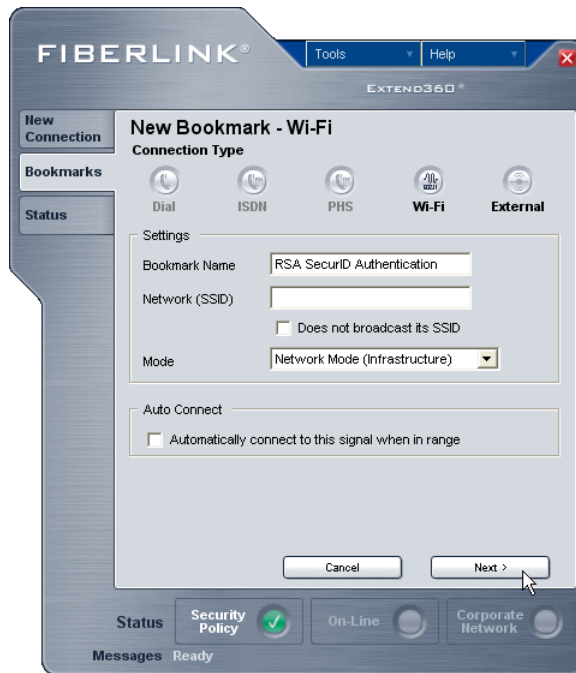 FIBERLINK®
Tools Help
EXTEND360®
New Connection
Bookmarks
Status
New Bookmark - Wi-Fi
Connection Type
Dial ISDN PHS Wi-Fi External
Settings
Bookmark Name RSA SecurID Authentication
Network (SSID)
Does not broadcast its SSID
Mode Network Mode (Infrastructure)
Auto Connect
Automatically connect to this signal when in range
Cancel Next >
Status Security Policy On-Line Corporate Network
Messages Ready